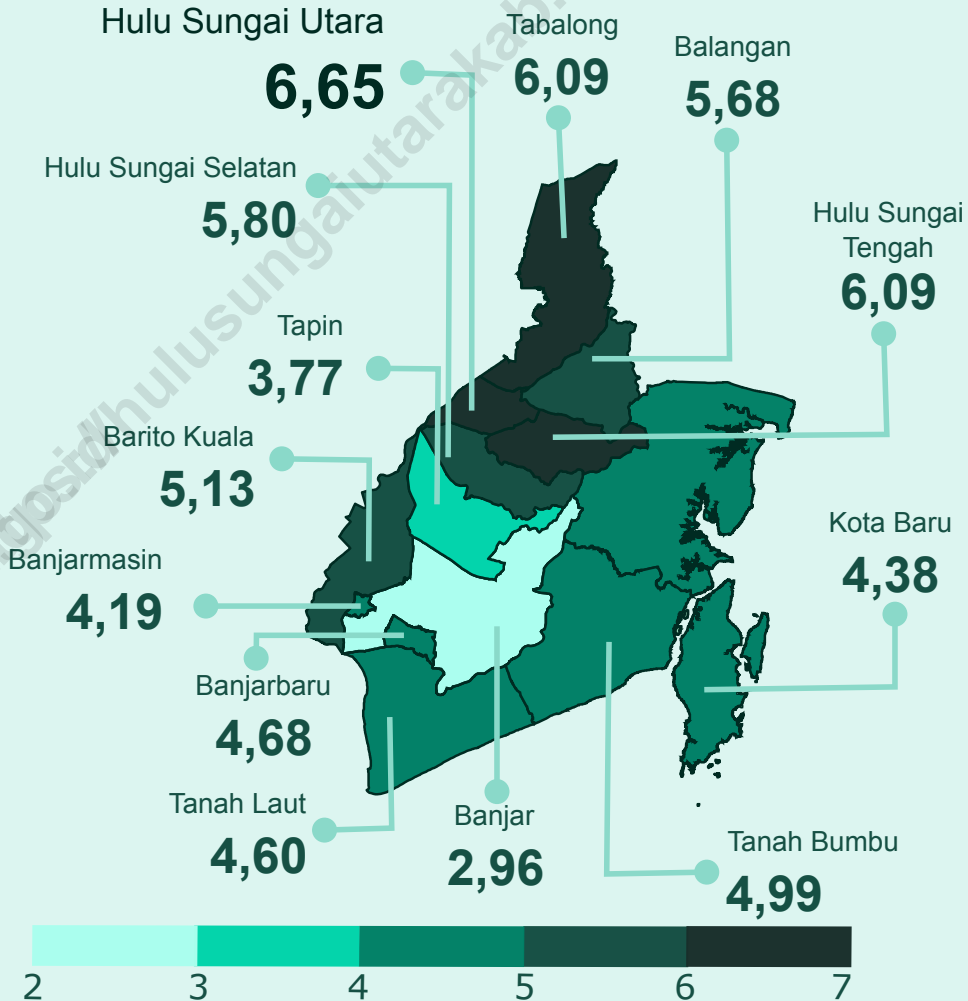 Hulu Sungai Utara
6,65
Tabalong
6,09
Balangan
5,68
Hulu Sungai Selatan
5,80
Hulu Sungai
Tengah
6,09
Tapin
3,77
Barito Kuala
5,13
Kota Baru
4,38
Banjarmasin
4,19
Banjarbaru
4,68
Tanah Laut
4,60
Banjar
2,96
Tanah Bumbu
4,99
2 3 4 5 6 7